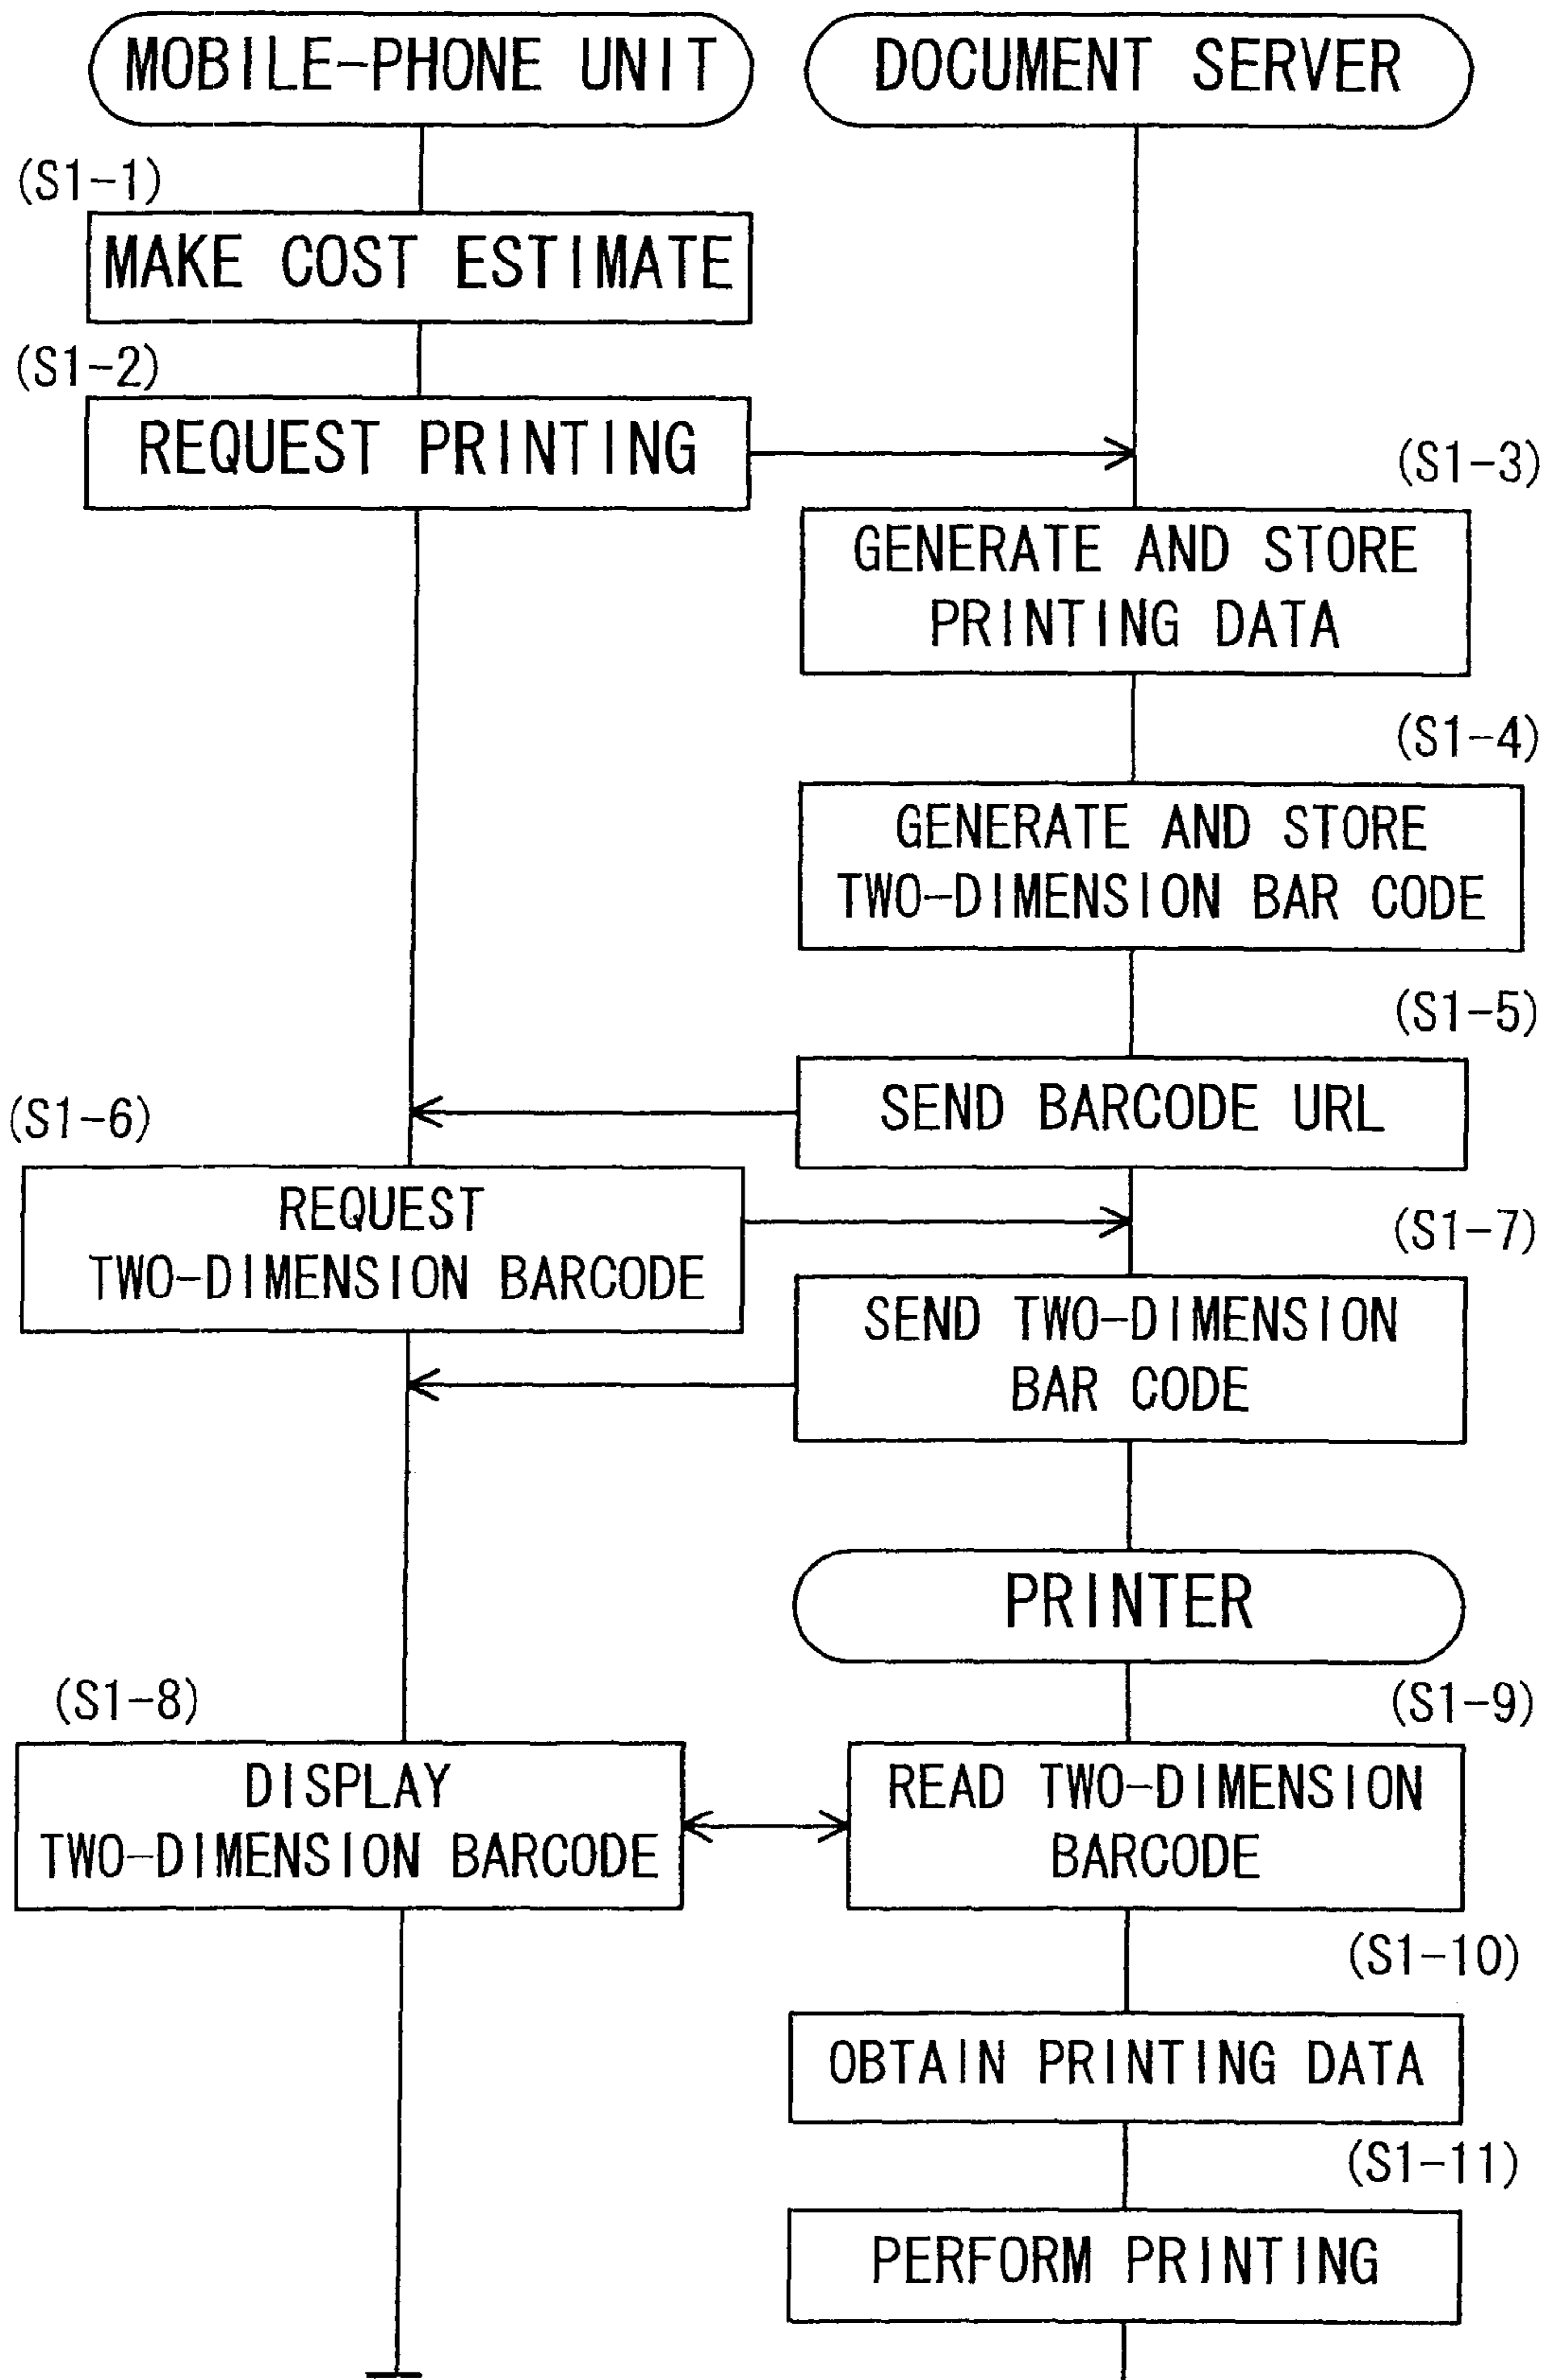 MOBILE-PHONE UNIT
DOCUMENT SERVER
(S1-1)
MAKE COST ESTIMATE
(S1-2)
REQUEST PRINTING
(S1-3)
GENERATE AND STORE
PRINTING DATA
(S1-4)
GENERATE AND STORE
TWO-DIMENSION BAR CODE
(S1-5)
SEND BARCODE URL
(S1-6)
REQUEST
TWO-DIMENSION BARCODE
(S1-7)
SEND TWO-DIMENSION
BAR CODE
PRINTER
(S1-8)
DISPLAY
TWO-DIMENSION BARCODE
(S1-9)
READ TWO-DIMENSION
BARCODE
(S1-10)
OBTAIN PRINTING DATA
(S1-11)
PERFORM PRINTING